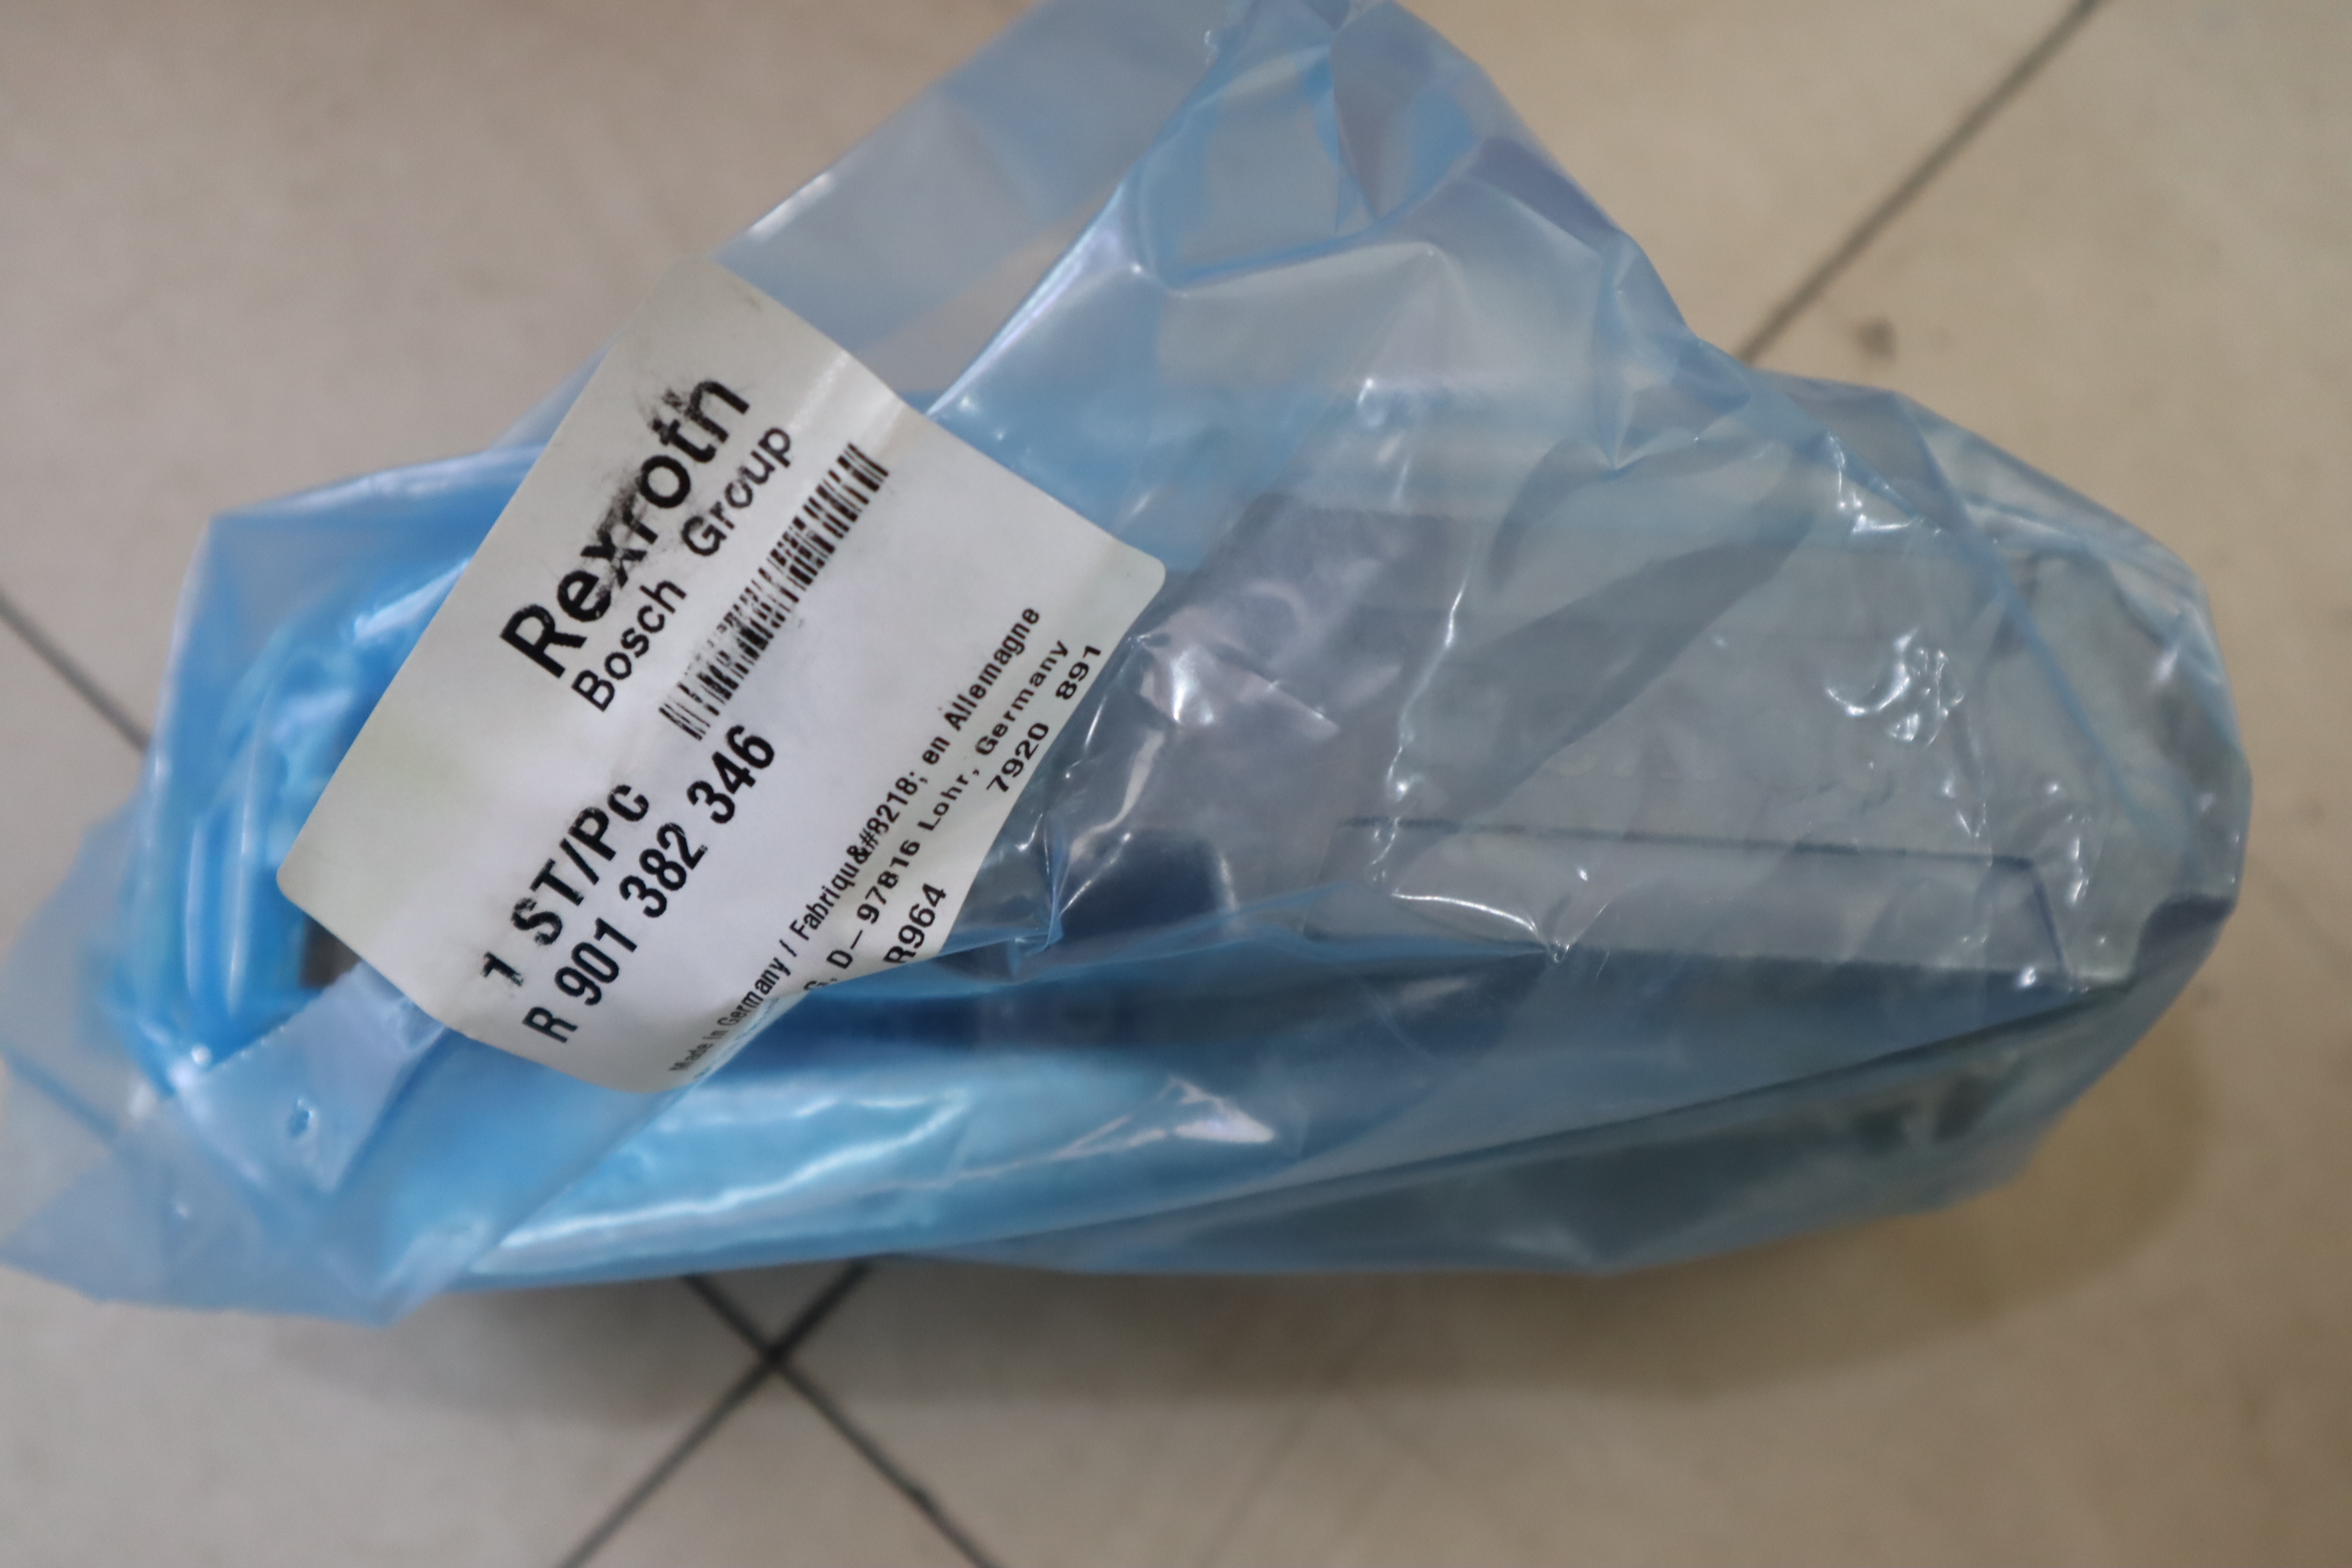 Rexroth
Bosch Group
1 ST/Pc
R 901 382 346
Made in Germany / Fabriqu&#8218; en Allemagne
G, D-97816 Lohr, Germany
R964 7920 891